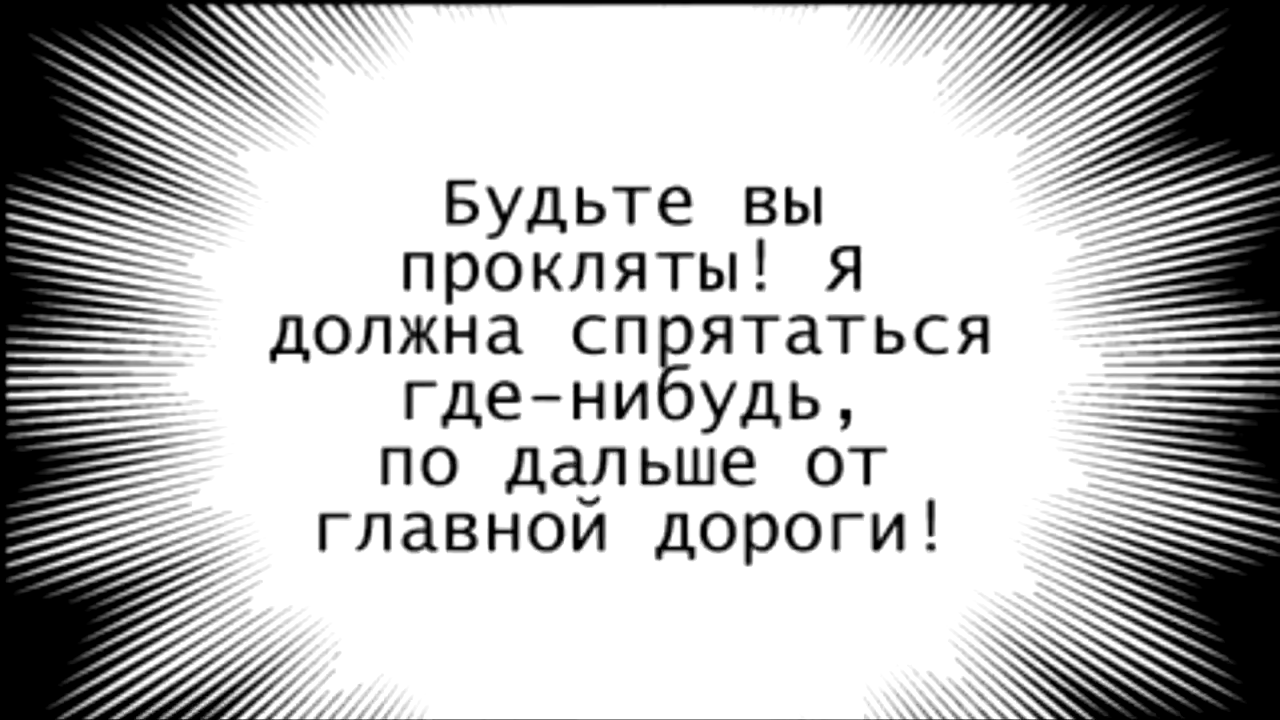 Будьте вы
прокляты! Я
должна спрятаться
где-нибудь,
по дальше от
главной дороги!